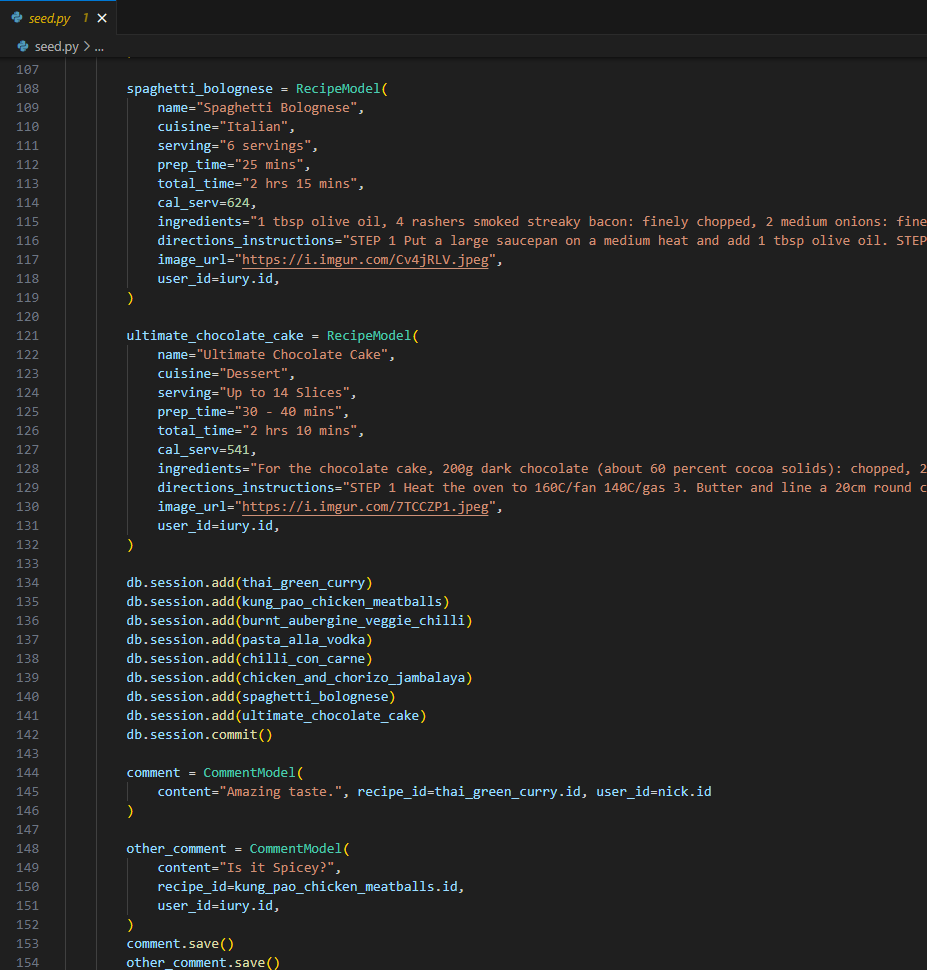 seed.py 1 ×
seed.py > ...
107
108 spaghetti_bolognese = RecipeModel(
109 name="Spaghetti Bolognese",
110 cuisine="Italian",
111 serving="6 servings",
112 prep_time="25 mins",
113 total_time="2 hrs 15 mins",
114 cal_serv=624,
115 ingredients="1 tbsp olive oil, 4 rashers smoked streaky bacon: finely chopped, 2 medium onions: fine
116 directions_instructions="STEP 1 Put a large saucepan on a medium heat and add 1 tbsp olive oil. STEP
117 image_url="https://i.imgur.com/Cv4jRLV.jpeg",
118 user_id=iury.id,
119 )
120
121 ultimate_chocolate_cake = RecipeModel(
122 name="Ultimate Chocolate Cake",
123 cuisine="Dessert",
124 serving="Up to 14 Slices",
125 prep_time="30 - 40 mins",
126 total_time="2 hrs 10 mins",
127 cal_serv=541,
128 ingredients="For the chocolate cake, 200g dark chocolate (about 60 percent cocoa solids): chopped, 2
129 directions_instructions="STEP 1 Heat the oven to 160C/fan 140C/gas 3. Butter and line a 20cm round c
130 image_url="https://i.imgur.com/7TCCZP1.jpeg",
131 user_id=iury.id,
132 )
133
134 db.session.add(thai_green_curry)
135 db.session.add(kung_pao_chicken_meatballs)
136 db.session.add(burnt_aubergine_veggie_chilli)
137 db.session.add(pasta_alla_vodka)
138 db.session.add(chilli_con_carne)
139 db.session.add(chicken_and_chorizo_jambalaya)
140 db.session.add(spaghetti_bolognese)
141 db.session.add(ultimate_chocolate_cake)
142 db.session.commit()
143
144 comment = CommentModel(
145 content="Amazing taste.", recipe_id=thai_green_curry.id, user_id=nick.id
146 )
147
148 other_comment = CommentModel(
149 content="Is it Spicey?",
150 recipe_id=kung_pao_chicken_meatballs.id,
151 user_id=iury.id,
152 )
153 comment.save()
154 other_comment.save()